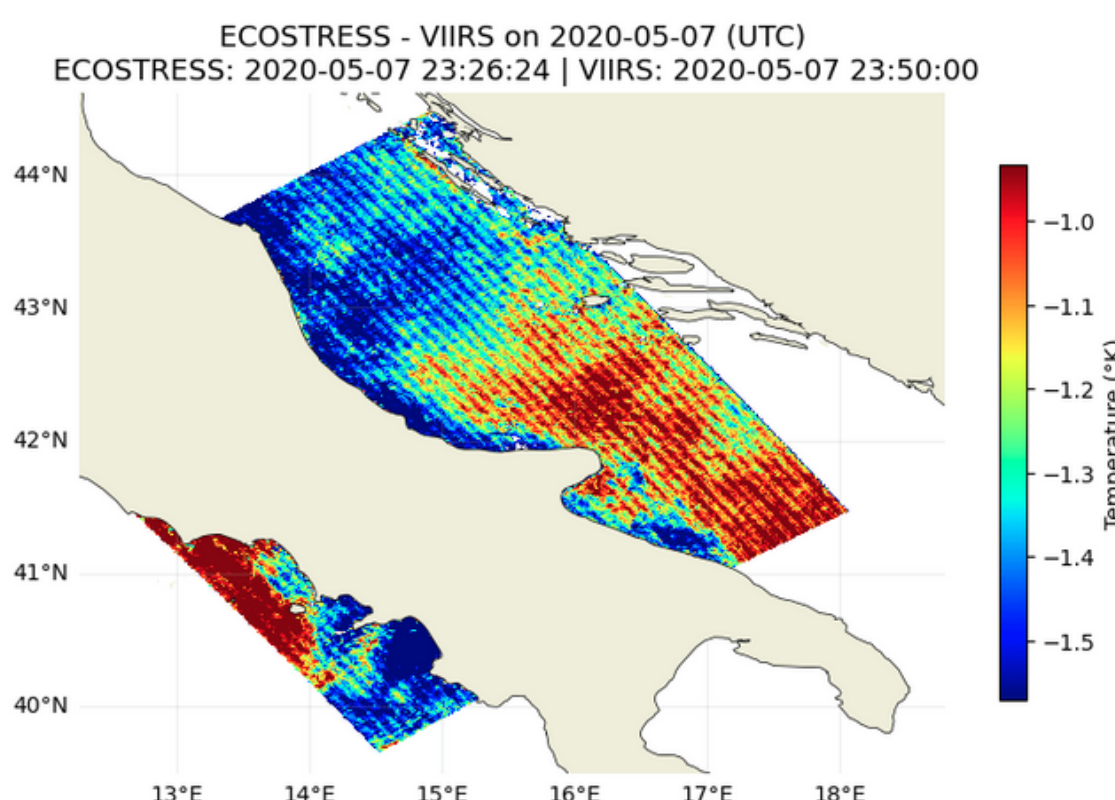 ECOSTRESS - VIIRS on 2020-05-07 (UTC)
ECOSTRESS: 2020-05-07 23:26:24 | VIIRS: 2020-05-07 23:50:00
44°N
43°N
42°N
41°N
40°N
13°E 14°E 15°E 16°E 17°E 18°E
−1.0
−1.1
−1.2
−1.3
−1.4
−1.5
Temperature (°K)